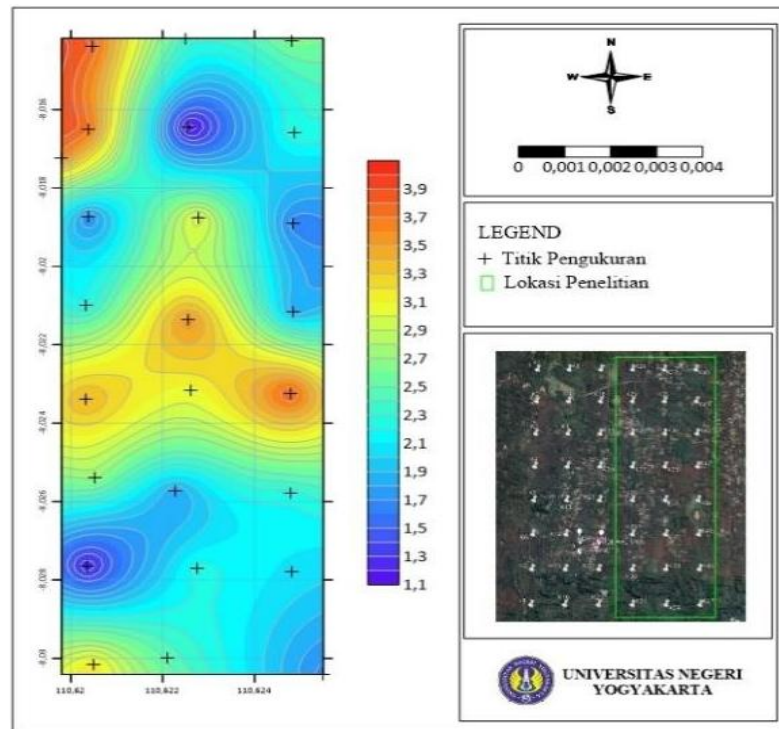 -8,016
-8,018
-8,02
-8,022
-8,024
-8,026
-8,03
110,62
110,622
110,624
3,9
3,7
3,5
3,3
3,1
2,9
2,7
2,5
2,3
2,1
1,9
1,7
1,5
1,3
1,1
N
W E
S
0 0,001 0,002 0,003 0,004
LEGEND
Titik Pengukuran
Lokasi Penelitian
UNIVERSITAS NEGERI
YOGYAKARTA